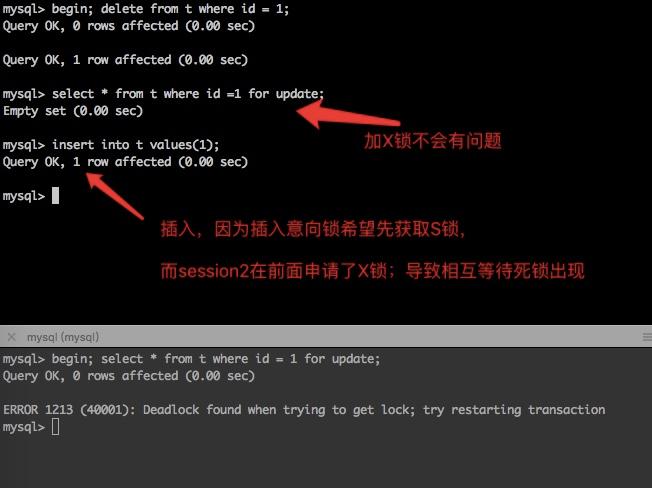 mysql> begin; delete from t where id = 1;
Query OK, 0 rows affected (0.00 sec)
Query OK, 1 row affected (0.00 sec)
mysql> select * from t where id =1 for update;
Empty set (0.00 sec)
加X锁不会有问题
mysql> insert into t values(1);
Query OK, 1 row affected (0.00 sec)
mysql>
插入，因为插入意向锁希望先获取S锁，
而session2在前面申请了X锁；导致相互等待死锁出现
mysql (mysql)
mysql> begin; select * from t where id = 1 for update;
Query OK, 0 rows affected (0.00 sec)
ERROR 1213 (40001): Deadlock found when trying to get lock; try restarting transaction
mysql>